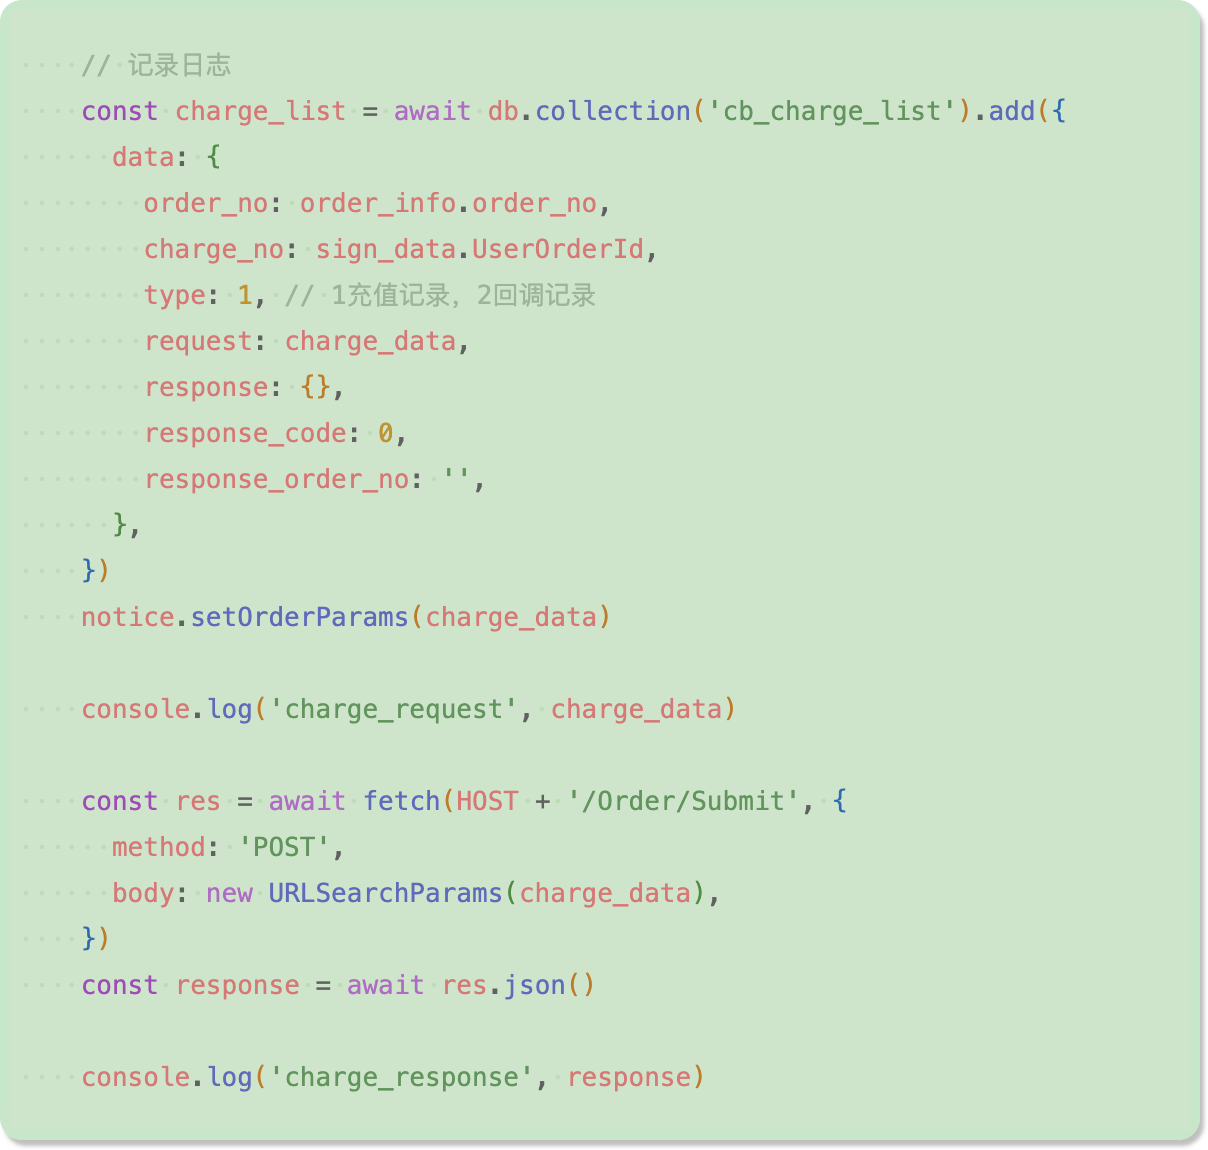 // 记录日志
const charge_list = await db.collection('cb_charge_list').add({
data: {
order_no: order_info.order_no,
charge_no: sign_data.UserOrderId,
type: 1, // 1充值记录，2回调记录
request: charge_data,
response: {},
response_code: 0,
response_order_no: '',
},
})
notice.setOrderParams(charge_data)
console.log('charge_request', charge_data)
const res = await fetch(HOST + '/Order/Submit', {
method: 'POST',
body: new URLSearchParams(charge_data),
})
const response = await res.json()
console.log('charge_response', response)